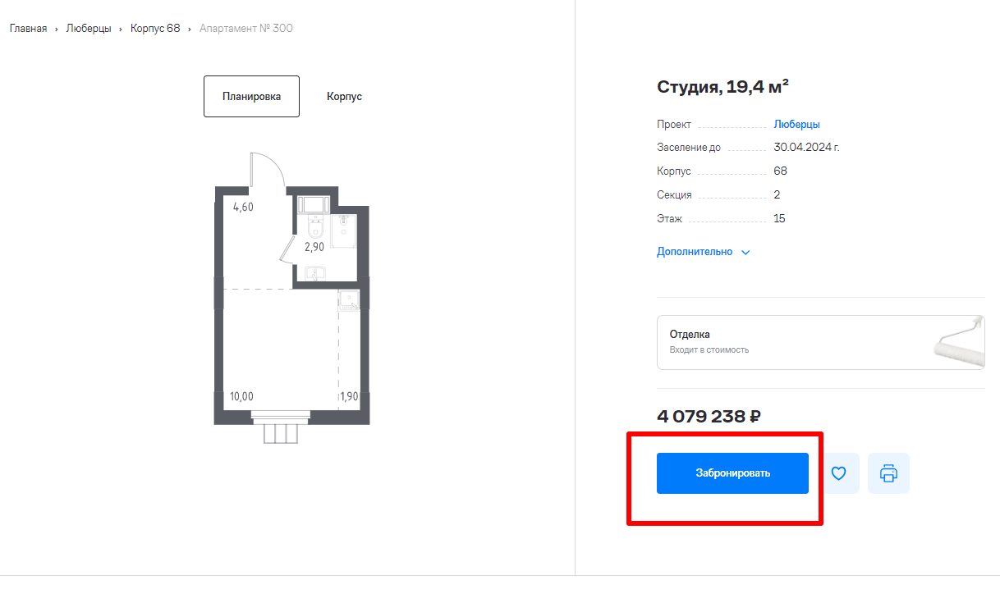 Главная › Люберцы › Корпус 68 › Апартамент № 300
Планировка Корпус
4,60
2,90
10,00
1,90
Студия, 19,4 м²
Проект Люберцы
Заселение до 30.04.2024 г.
Корпус 68
Секция 2
Этаж 15
Дополнительно
Отделка
Входит в стоимость
4 079 238 ₽
Забронировать